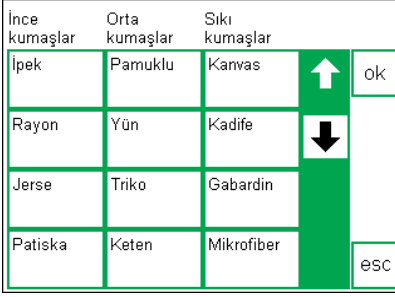 İnce kumaşlar
Orta kumaşlar
Sıkı kumaşlar
İpek
Pamuklu
Kanvas
ok
Rayon
Yün
Kadife
Jerse
Triko
Gabardin
Patiska
Keten
Mikrofiber
esc